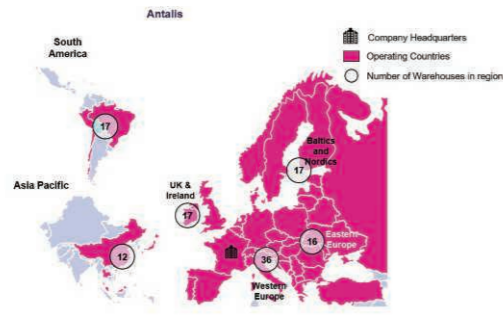 Antalis
Company Headquarters
Operating Countries
Number of Warehouses in region
South
America
17
Asia Pacific
12
UK &
Ireland
17
Baltics
and
Nordics
17
Eastern
Europe
16
36
Western
Europe